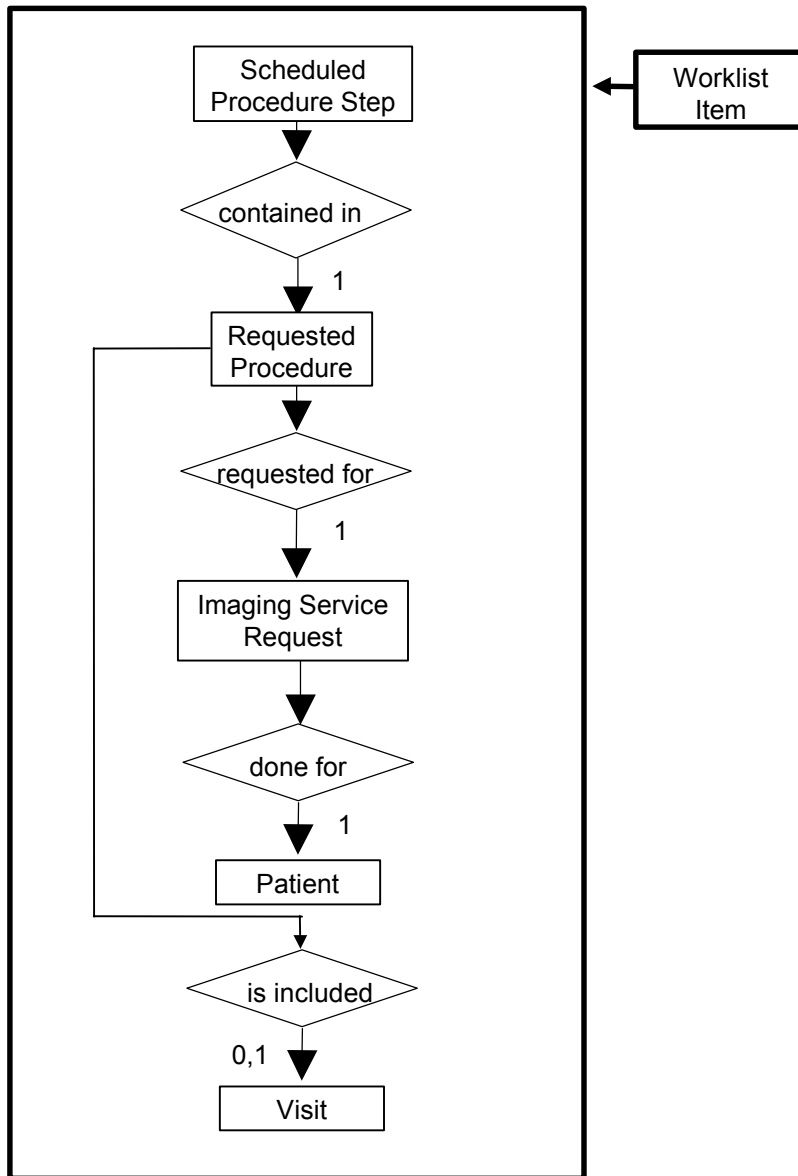 Scheduled
Procedure Step
Worklist
Item
contained in
1
Requested
Procedure
requested for
1
Imaging Service
Request
done for
1
Patient
is included
0,1
Visit